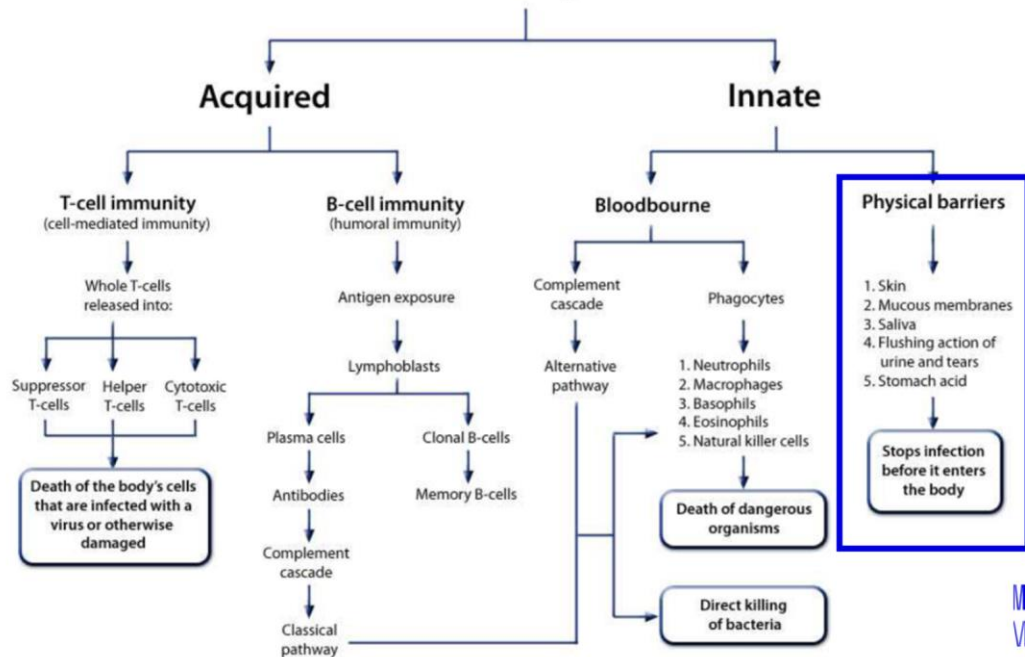 Acquired
Innate
T-cell immunity
(cell-mediated immunity)
Whole T-cells
released into:
Suppressor
T-cells
Helper
T-cells
Cytotoxic
T-cells
Death of the body's cells
that are infected with a
virus or otherwise
damaged
B-cell immunity
(humoral immunity)
Antigen exposure
Lymphoblasts
Plasma cells
Antibodies
Complement
cascade
Classical
pathway
Clonal B-cells
Memory B-cells
Bloodbourne
Complement
cascade
Alternative
pathway
Phagocytes
1. Neutrophils
2. Macrophages
3. Basophils
4. Eosinophils
5. Natural killer cells
Death of dangerous
organisms
Direct killing
of bacteria
Physical barriers
1. Skin
2. Mucous membranes
3. Saliva
4. Flushing action of
urine and tears
5. Stomach acid
Stops infection
before it enters
the body